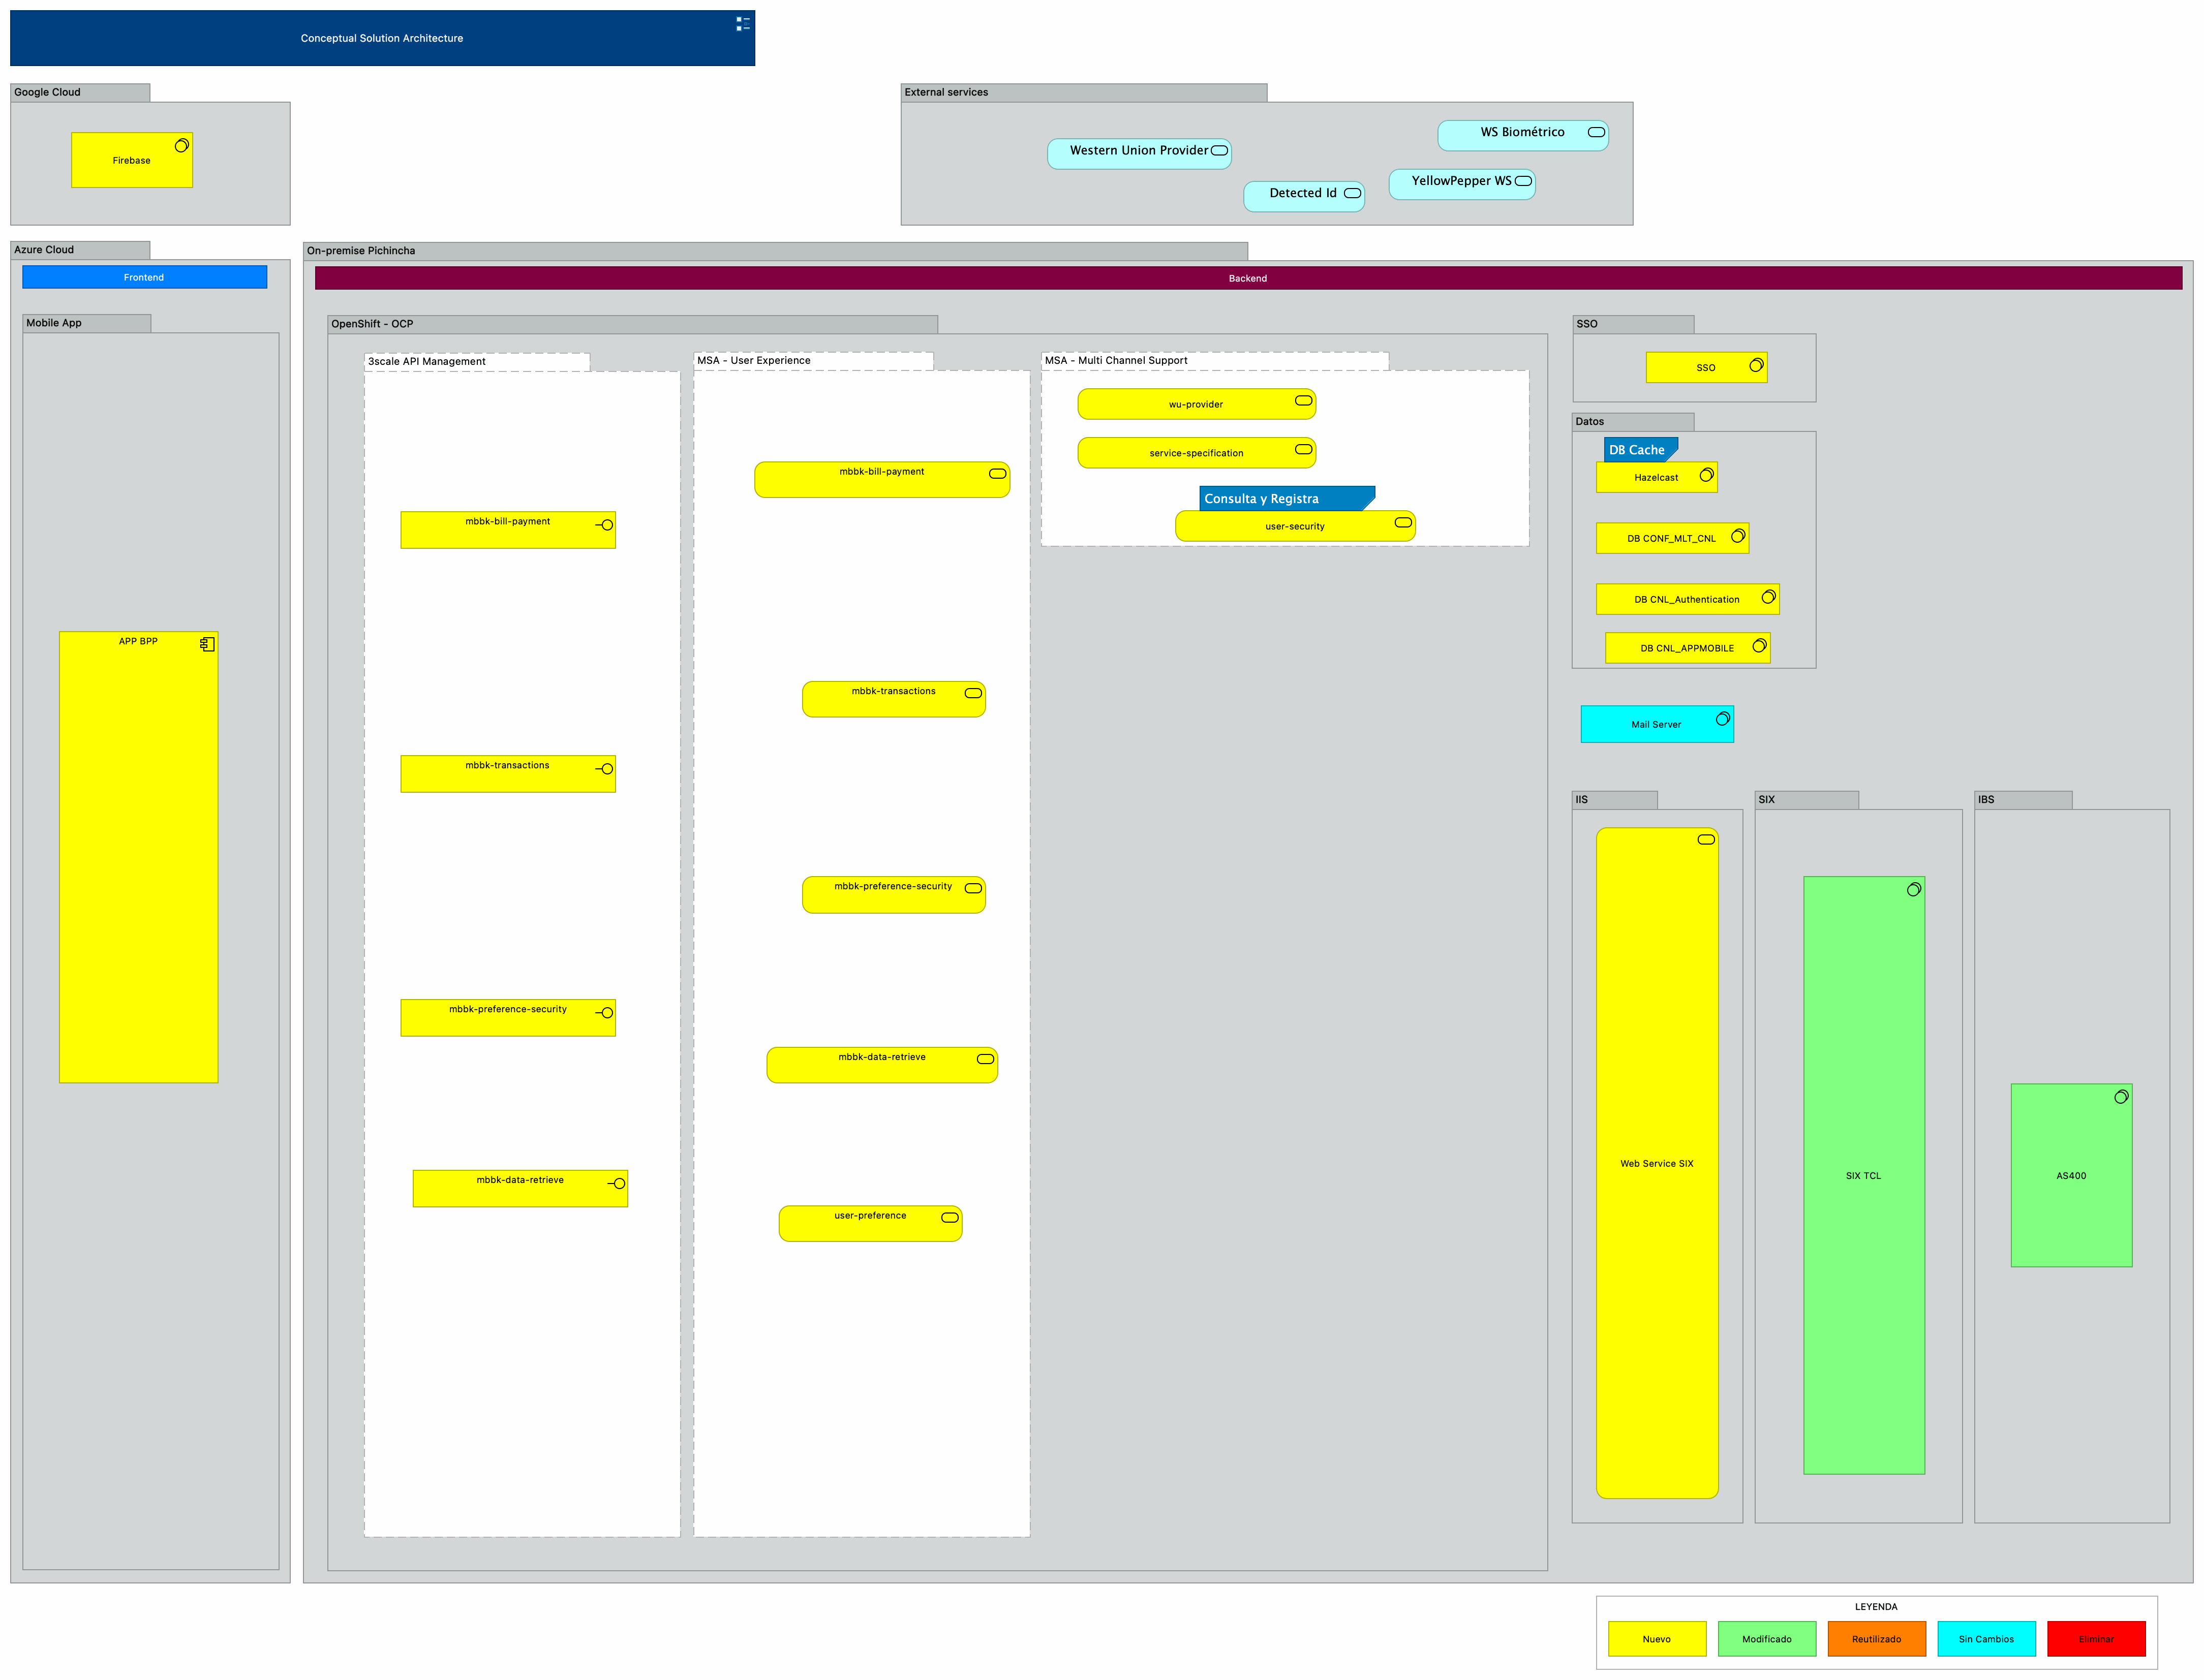 Conceptual Solution Architecture
Google Cloud
Firebase
External services
Western Union Provider
WS Biométrico
Detected Id
YellowPepper WS
Azure Cloud
Frontend
Mobile App
APP BPP
On-premise Pichincha
Backend
OpenShift - OCP
3scale API Management
mbbk-bill-payment
mbbk-transactions
mbbk-preference-security
mbbk-data-retrieve
MSA - User Experience
mbbk-bill-payment
mbbk-transactions
mbbk-preference-security
mbbk-data-retrieve
user-preference
MSA - Multi Channel Support
wu-provider
service-specification
Consulta y Registra
user-security
SSO
SSO
Datos
DB Cache
Hazelcast
DB CONF_MLT_CNL
DB CNL_Authentication
DB CNL_APPMOBILE
Mail Server
IIS
Web Service SIX
SIX
SIX TCL
IBS
AS400
LEYENDA
Nuevo
Modificado
Reutilizado
Sin Cambios
Eliminar